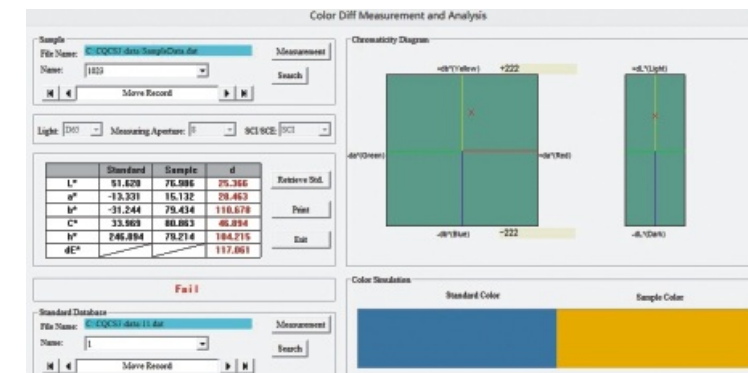 Color Diff Measurement and Analysis
Sample
File Name: C:\CQCSJ-data\SampleData.dat
Measurement
Name: 1023
Search
Move Record
Light: D65 Measuring Aperture: 8 SCI/SCE: SCI
Standard Sample d
L* 51.620 76.986 25.366
a* -13.331 15.132 28.463
b* -31.244 79.434 110.678
C* 33.969 80.863 46.894
h* 246.894 79.214 104.215
dE* 117.061
Retrieve Std.
Print
Exit
Fail
Standard Database
File Name: C:\CQCSJ-data\11.dat
Measurement
Name: 1
Search
Move Record
Chromaticity Diagram
+db*(Yellow) +222
+dL*(Light)
-da*(Green)
+da*(Red)
-db*(Blue) -222
-dL*(Dark)
Color Simulation
Standard Color Sample Color